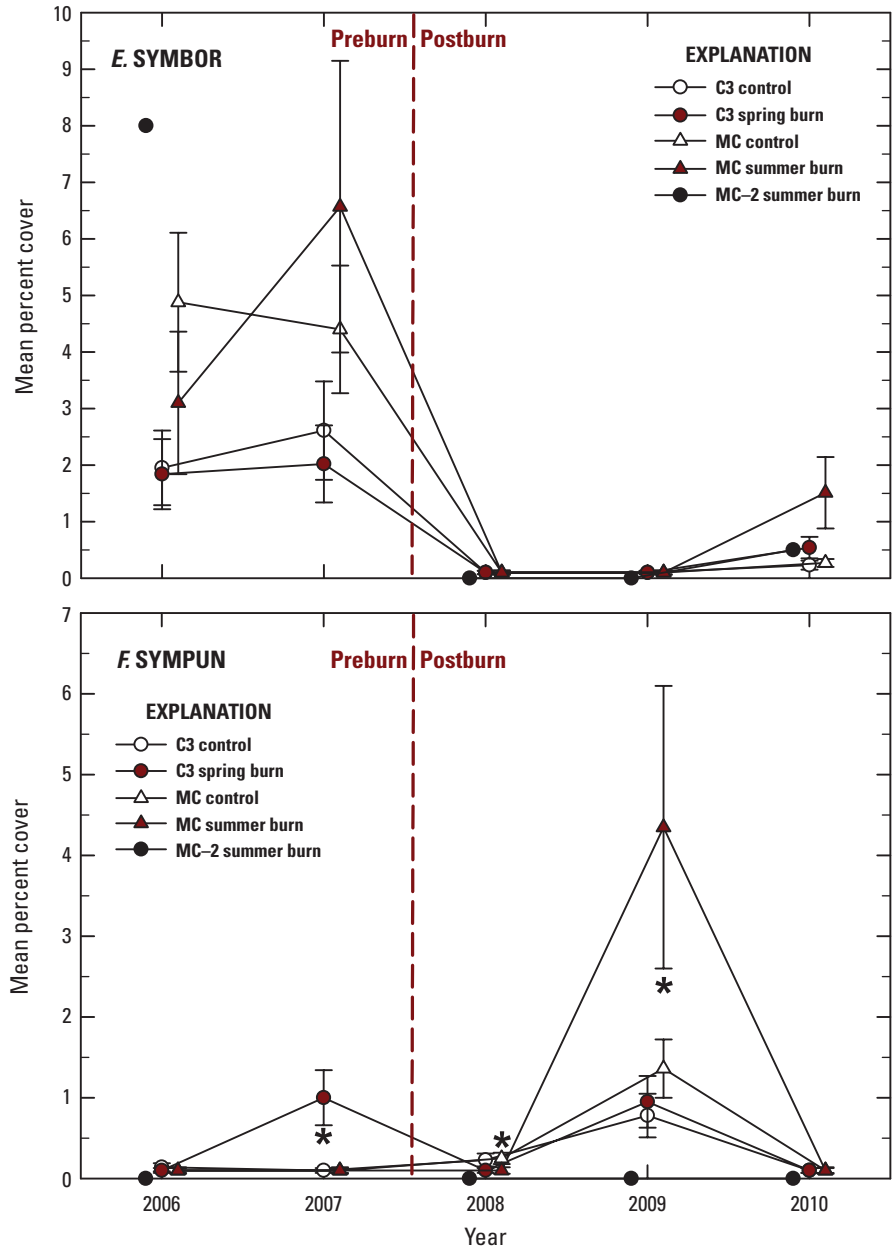 10
9
8
7
6
5
4
3
2
1
0
Mean percent cover
E. SYMBOR
Preburn
Postburn
EXPLANATION
C3 control
C3 spring burn
MC control
MC summer burn
MC–2 summer burn
7
6
5
4
3
2
1
0
Mean percent cover
F. SYMPUN
Preburn
Postburn
EXPLANATION
C3 control
C3 spring burn
MC control
MC summer burn
MC–2 summer burn
*
*
*
2006
2007
2008
2009
2010
Year